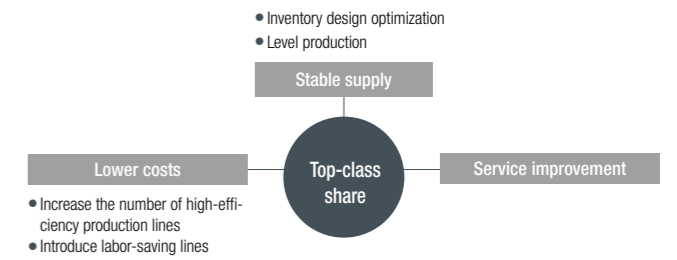 ● Inventory design optimization
● Level production
Stable supply
Lower costs
Top-class
share
Service improvement
● Increase the number of high-effi-
ciency production lines
● Introduce labor-saving lines